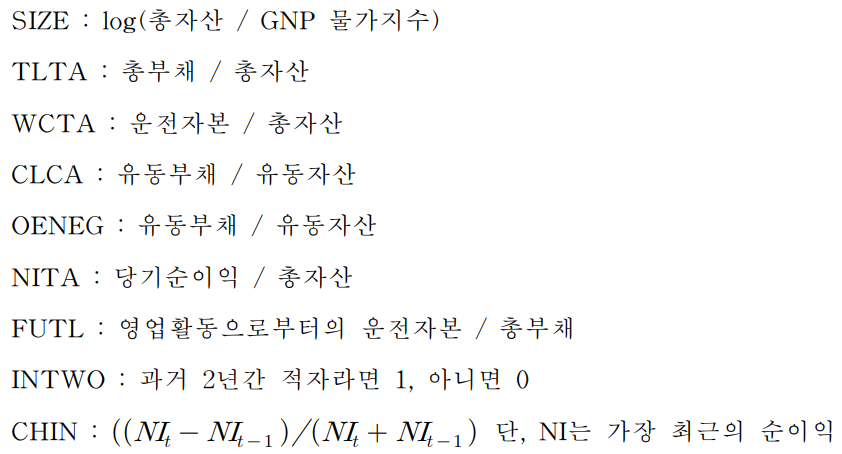 SIZE : log(총자산 / GNP 물가지수)
TLTA : 총부채 / 총자산
WCTA : 운전자본 / 총자산
CLCA : 유동부채 / 유동자산
OENEG : 유동부채 / 유동자산
NITA : 당기순이익 / 총자산
FUTL : 영업활동으로부터의 운전자본 / 총부채
INTWO : 과거 2년간 적자라면 1, 아니면 0
CHIN : ((NI_t − NI_{t−1})/(NI_t + NI_{t−1}) 단, NI는 가장 최근의 순이익